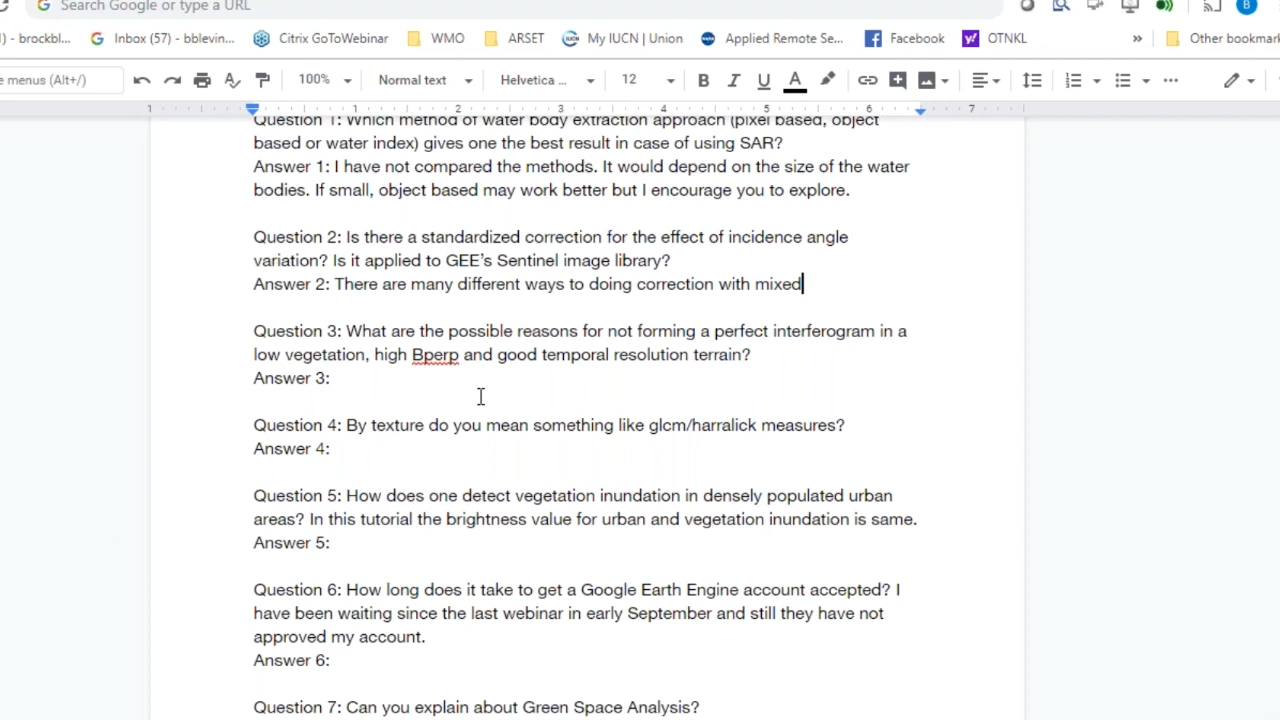 Search Google or type a URL
B
) - brockbl...
Inbox (57) - bblevin...
Citrix GoToWebinar
WMO
ARSET
My IUCN | Union
Applied Remote Se...
Facebook
OTNKL
»
Other bookmark
e menus (Alt+/)
100%
Normal text
Helvetica ...
12
B I U A
1 1 2 3 4 5 6 7
Question 1: Which method of water body extraction approach (pixel based, object
based or water index) gives one the best result in case of using SAR?
Answer 1: I have not compared the methods. It would depend on the size of the water
bodies. If small, object based may work better but I encourage you to explore.
Question 2: Is there a standardized correction for the effect of incidence angle
variation? Is it applied to GEE’s Sentinel image library?
Answer 2: There are many different ways to doing correction with mixed
Question 3: What are the possible reasons for not forming a perfect interferogram in a
low vegetation, high Bperp and good temporal resolution terrain?
Answer 3:
Question 4: By texture do you mean something like glcm/harralick measures?
Answer 4:
Question 5: How does one detect vegetation inundation in densely populated urban
areas? In this tutorial the brightness value for urban and vegetation inundation is same.
Answer 5:
Question 6: How long does it take to get a Google Earth Engine account accepted? I
have been waiting since the last webinar in early September and still they have not
approved my account.
Answer 6:
Question 7: Can you explain about Green Space Analysis?